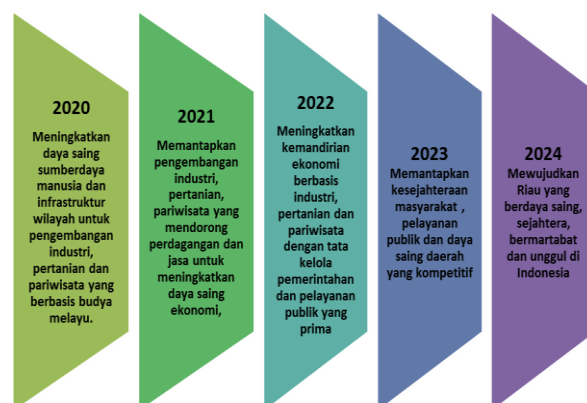 2020
Meningkatkan
daya saing
sumberdaya
manusia dan
infrastruktur
wilayah untuk
pengembangan
industri,
pertanian dan
pariwisata yang
berbasis budya
melayu.
2021
Memantapkan
pengembangan
industri,
pertanian,
pariwisata yang
mendorong
perdagangan dan
jasa untuk
meningkatkan
daya saing
ekonomi,
2022
Meningkatkan
kemandirian
ekonomi
berbasis
industri,
pertanian dan
pariwisata
dengan tata
kelola
pemerintahan
dan pelayanan
publik yang
prima
2023
Memantapkan
kesejahteraan
masyarakat ,
pelayanan
publik dan daya
saing daerah
yang kompetitif
2024
Mewujudkan
Riau yang
berdaya saing,
sejahtera,
bermartabat
dan unggul di
Indonesia